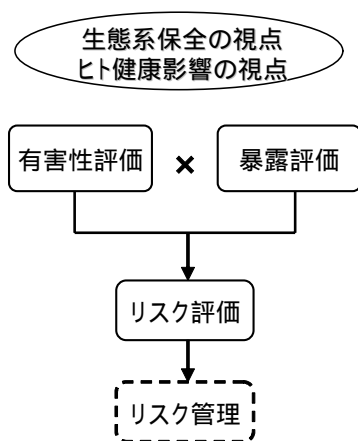 生態系保全の視点
ヒト健康影響の視点
有害性評価 × 暴露評価
リスク評価
リスク管理